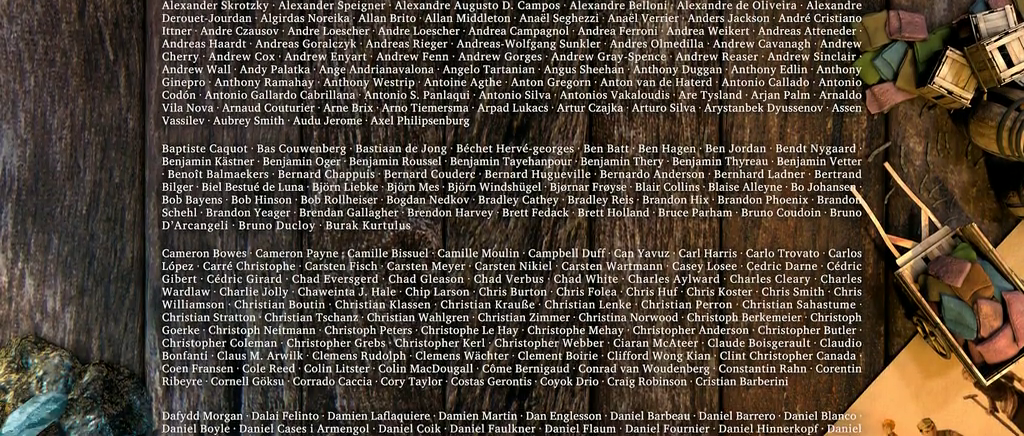 Alexander Skrotzky · Alexander Speigner · Alexandre Augusto D. Campos · Alexandre Belloni · Alexandre de Oliveira · Alexandre
Derouet-Jourdan · Algirdas Noreika · Allan Brito · Allan Middleton · Anaël Seghezzi · Anaël Verrier · Anders Jackson · André Cristiano
Ittner · Andre Czausov · Andre Loescher · Andre Loescher · Andrea Campagnol · Andrea Ferroni · Andrea Weikert · Andreas Atteneder ·
Andreas Haardt · Andreas Goralczyk · Andreas Rieger · Andreas-Wolfgang Sunkler · Andres Olmedilla · Andrew Cavanagh · Andrew
Cherry · Andrew Cox · Andrew Enyart · Andrew Fenn · Andrew Gorges · Andrew Gray-Spence · Andrew Reaser · Andrew Sinclair ·
Andrew Wall · Andy Palatka · Ange Andrianavalona · Angelo Tartanian · Angus Sheehan · Anthony Duggan · Anthony Edlin · Anthony
Ginepro · Anthony Ramahay · Anthony Westrip · Antoine Agthe · Anton Gregorn · Anton van de Haterd · Antonio Callado · Antonio
Codón · Antonio Gallardo Cabrillana · Antonio S. Panlaqui · Antonio Silva · Antonios Vakaloudis · Are Tysland · Arjan Palm · Arnaldo
Vila Nova · Arnaud Couturier · Arne Brix · Arno Tiemersma · Arpad Lukacs · Artur Czajka · Arturo Silva · Arystanbek Dyussenov · Assen
Vassilev · Aubrey Smith · Audu Jerome · Axel Philipsenburg
Baptiste Caquot · Bas Couwenberg · Bastiaan de Jong · Béchet Hervé-georges · Ben Batt · Ben Hagen · Ben Jordan · Bendt Nygaard ·
Benjamin Kästner · Benjamin Oger · Benjamin Roussel · Benjamin Tayehanpour · Benjamin Thery · Benjamin Thyreau · Benjamin Vetter
· Benoît Balmaekers · Bernard Chappuis · Bernard Couderc · Bernard Hugueville · Bernardo Anderson · Bernhard Ladner · Bertrand
Bilger · Biel Bestué de Luna · Björn Liebke · Björn Mes · Björn Windshügel · Bjørnar Frøyse · Blair Collins · Blaise Alleyne · Bo Johansen ·
Bob Bayens · Bob Hinson · Bob Rollheiser · Bogdan Nedkov · Bradley Cathey · Bradley Reis · Brandon Hix · Brandon Phoenix · Brandon
Schehl · Brandon Yeager · Brendan Gallagher · Brendon Harvey · Brett Fedack · Brett Holland · Bruce Parham · Bruno Coudoin · Bruno
D'Arcangeli · Bruno Ducloy · Burak Kurtulus
Cameron Bowes · Cameron Payne · Camille Bissuel · Camille Moulin · Campbell Duff · Can Yavuz · Carl Harris · Carlo Trovato · Carlos
López · Carré Christophe · Carsten Fisch · Carsten Meyer · Carsten Nikiel · Carsten Wartmann · Casey Losee · Cedric Darne · Cédric
Gibert · Cédric Girard · Chad Eversgerd · Chad Gleason · Chad Verbus · Chad White · Charles Aylward · Charles Cleary · Charles
Wardlaw · Charlie Jolly · Chaweinta J. Hale · Chip Larson · Chris Burton · Chris Folea · Chris Huf · Chris Koster · Chris Smith · Chris
Williamson · Christian Boutin · Christian Klassen · Christian Krauße · Christian Lenke · Christian Perron · Christian Sahastume ·
Christian Stratton · Christian Tschanz · Christian Wahlgren · Christian Zimmer · Christina Norwood · Christoph Berkemeier · Christoph
Goerke · Christoph Neitmann · Christoph Peters · Christophe Le Hay · Christophe Mehay · Christopher Anderson · Christopher Butler ·
Christopher Coleman · Christopher Grebs · Christopher Kerl · Christopher Webber · Ciaran McAteer · Claude Boisgerault · Claudio
Bonfanti · Claus M. Arwilk · Clemens Rudolph · Clemens Wächter · Clement Boirie · Clifford Wong Kian · Clint Christopher Canada ·
Coen Fransen · Cole Reed · Colin Litster · Colin MacDougall · Côme Bernigaud · Conrad van Woudenberg · Constantin Rahn · Corentin
Ribeyre · Cornell Göksu · Corrado Caccia · Cory Taylor · Costas Gerontis · Coyok Drio · Craig Robinson · Cristian Barberini
Dafydd Morgan · Dalai Felinto · Damien Laflaquiere · Damien Martin · Dan Englesson · Daniel Barbeau · Daniel Barrero · Daniel Blanco ·
Daniel Boyle · Daniel Cases i Armengol · Daniel Coik · Daniel Faulkner · Daniel Flaum · Daniel Fournier · Daniel Hinnerkopf · Daniel